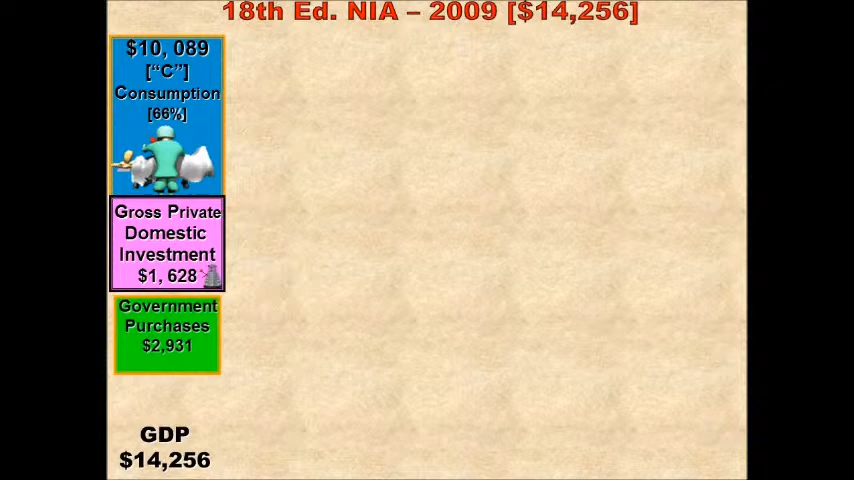 18th Ed. NIA – 2009 [$14,256]
$10, 089
[“C”]
Consumption
[66%]
Gross Private
Domestic
Investment
$1, 628
Government
Purchases
$2,931
GDP
$14,256